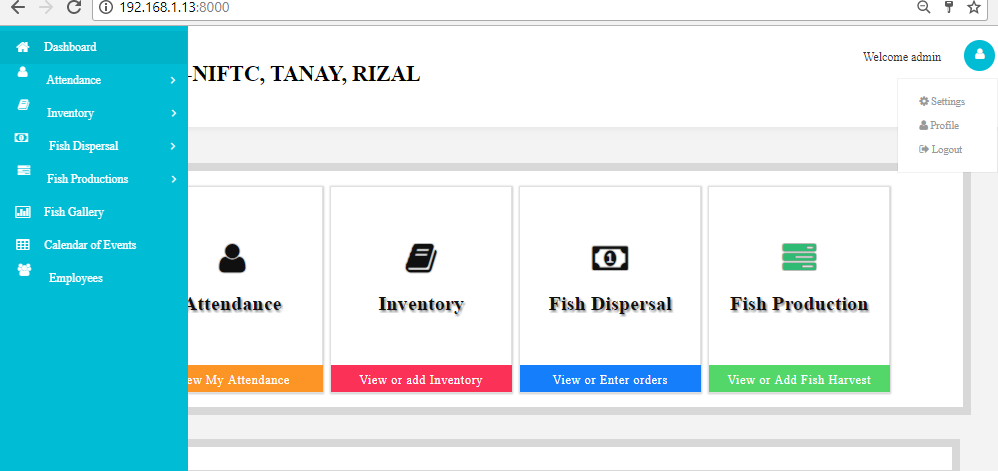 192.168.1.13:8000
Dashboard
Attendance
Inventory
Fish Dispersal
Fish Productions
Fish Gallery
Calendar of Events
Employees
-NIFTC, TANAY, RIZAL
Welcome admin
Settings
Profile
Logout
Attendance
ew My Attendance
Inventory
View or add Inventory
Fish Dispersal
View or Enter orders
Fish Production
View or Add Fish Harvest